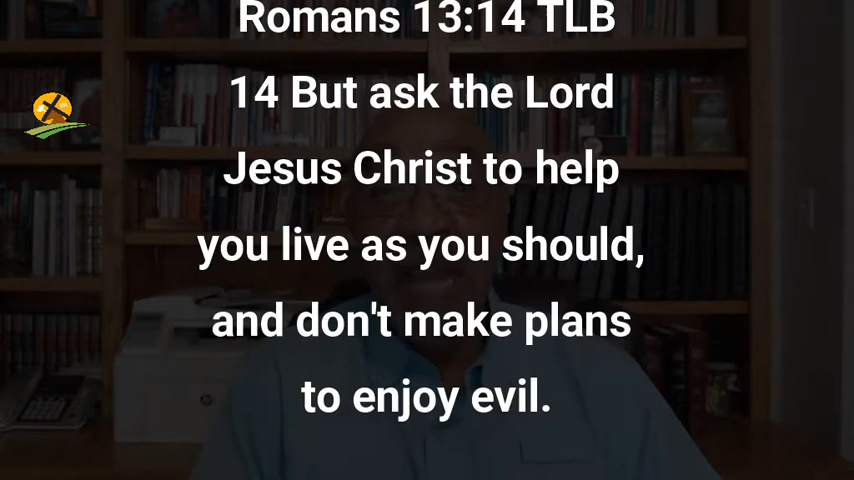 Romans 13:14 TLB
14 But ask the Lord
Jesus Christ to help
you live as you should,
and don't make plans
to enjoy evil.